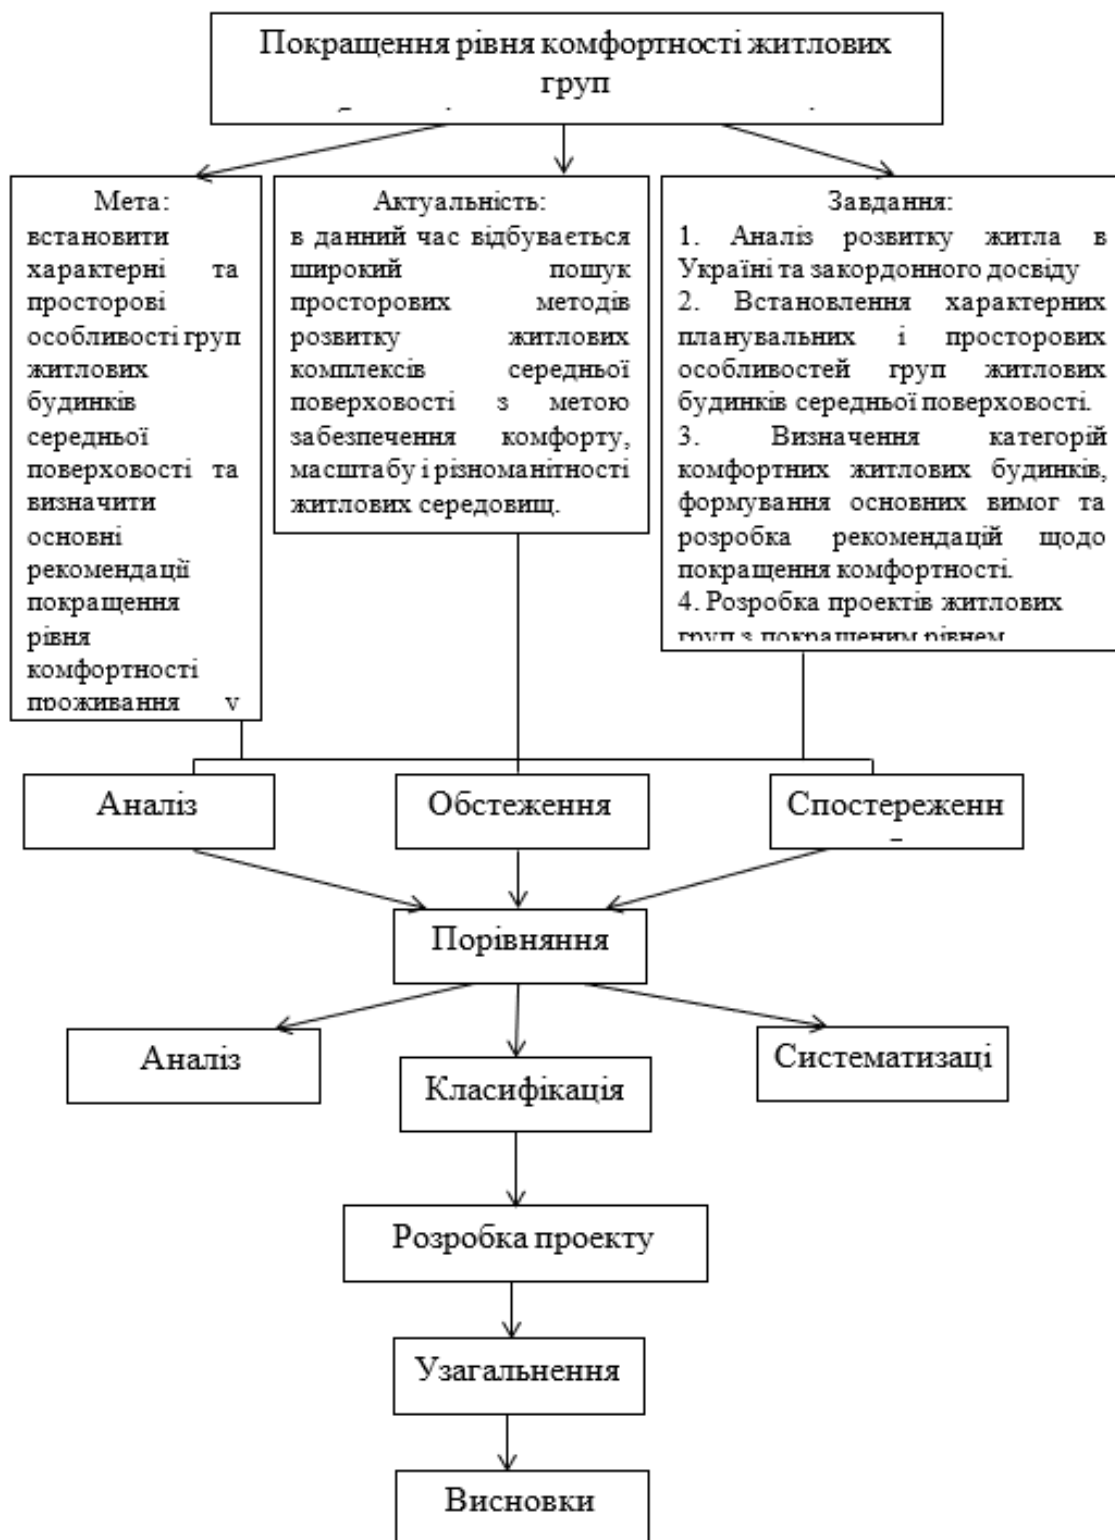 Покращення рівня комфортності житлових
груп
Мета:
встановити
характерні та
просторові
особливості груп
житлових
будинків
середньої
поверховості та
визначити
основні
рекомендації
покращення
рівня
комфортності
проживання у
Актуальність:
в данний час відбувається
широкий пошук
просторових методів
розвитку житлових
комплексів середньої
поверховості з метою
забезпечення комфорту,
масштабу і різноманітності
житлових середовищ.
Завдання:
1. Аналіз розвитку житла в
Україні та закордонного досвіду
2. Встановлення характерних
планувальних і просторових
особливостей груп житлових
будинків середньої поверховості.
3. Визначення категорій
комфортних житлових будинків,
формування основних вимог та
розробка рекомендацій щодо
покращення комфортності.
4. Розробка проектів житлових
груп з покращеним рівнем
Аналіз
Обстеження
Спостереженн
Порівняння
Аналіз
Класифікація
Систематизаці
Розробка проекту
Узагальнення
Висновки